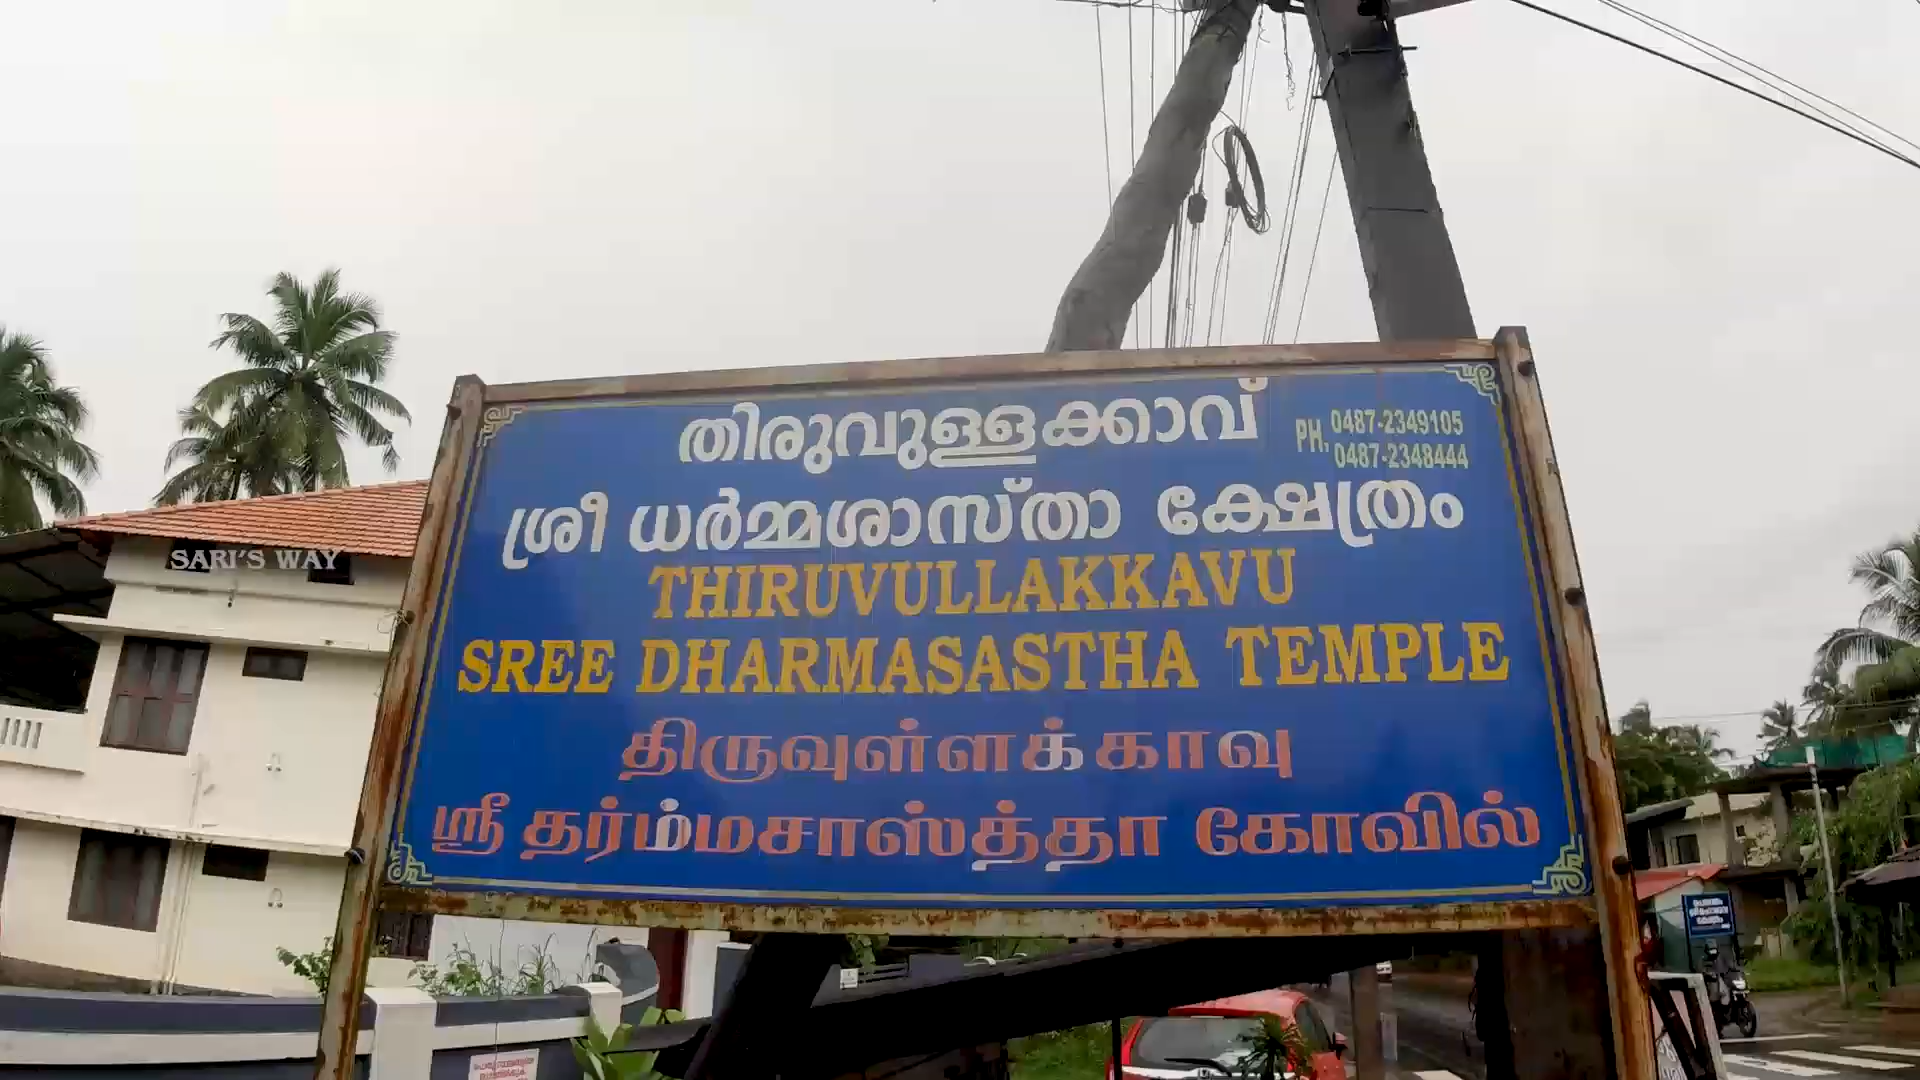 തിരുവുള്ളക്കാവ്
PH, 0487-2349105
0487-2348444
ശ്രീ ധർമ്മശാസ്താ ക്ഷേത്രം
THIRUVULLAKKAVU
SREE DHARMASASTHA TEMPLE
திருவுள்ளக்காவு
ஸ்ரீ தர்ம்மசாஸ்த்தா கோவில்
SARI'S WAY